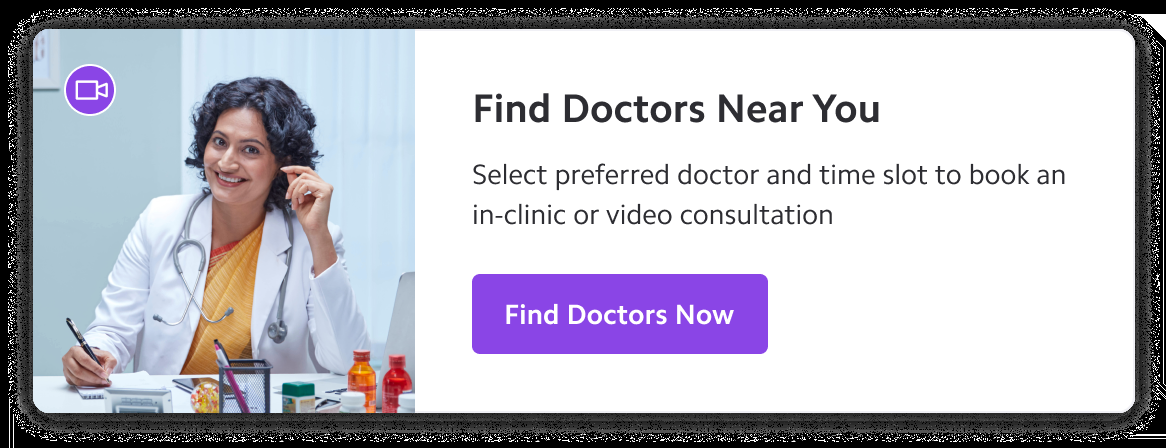 Find Doctors Near You
Select preferred doctor and time slot to book an
in-clinic or video consultation
Find Doctors Now